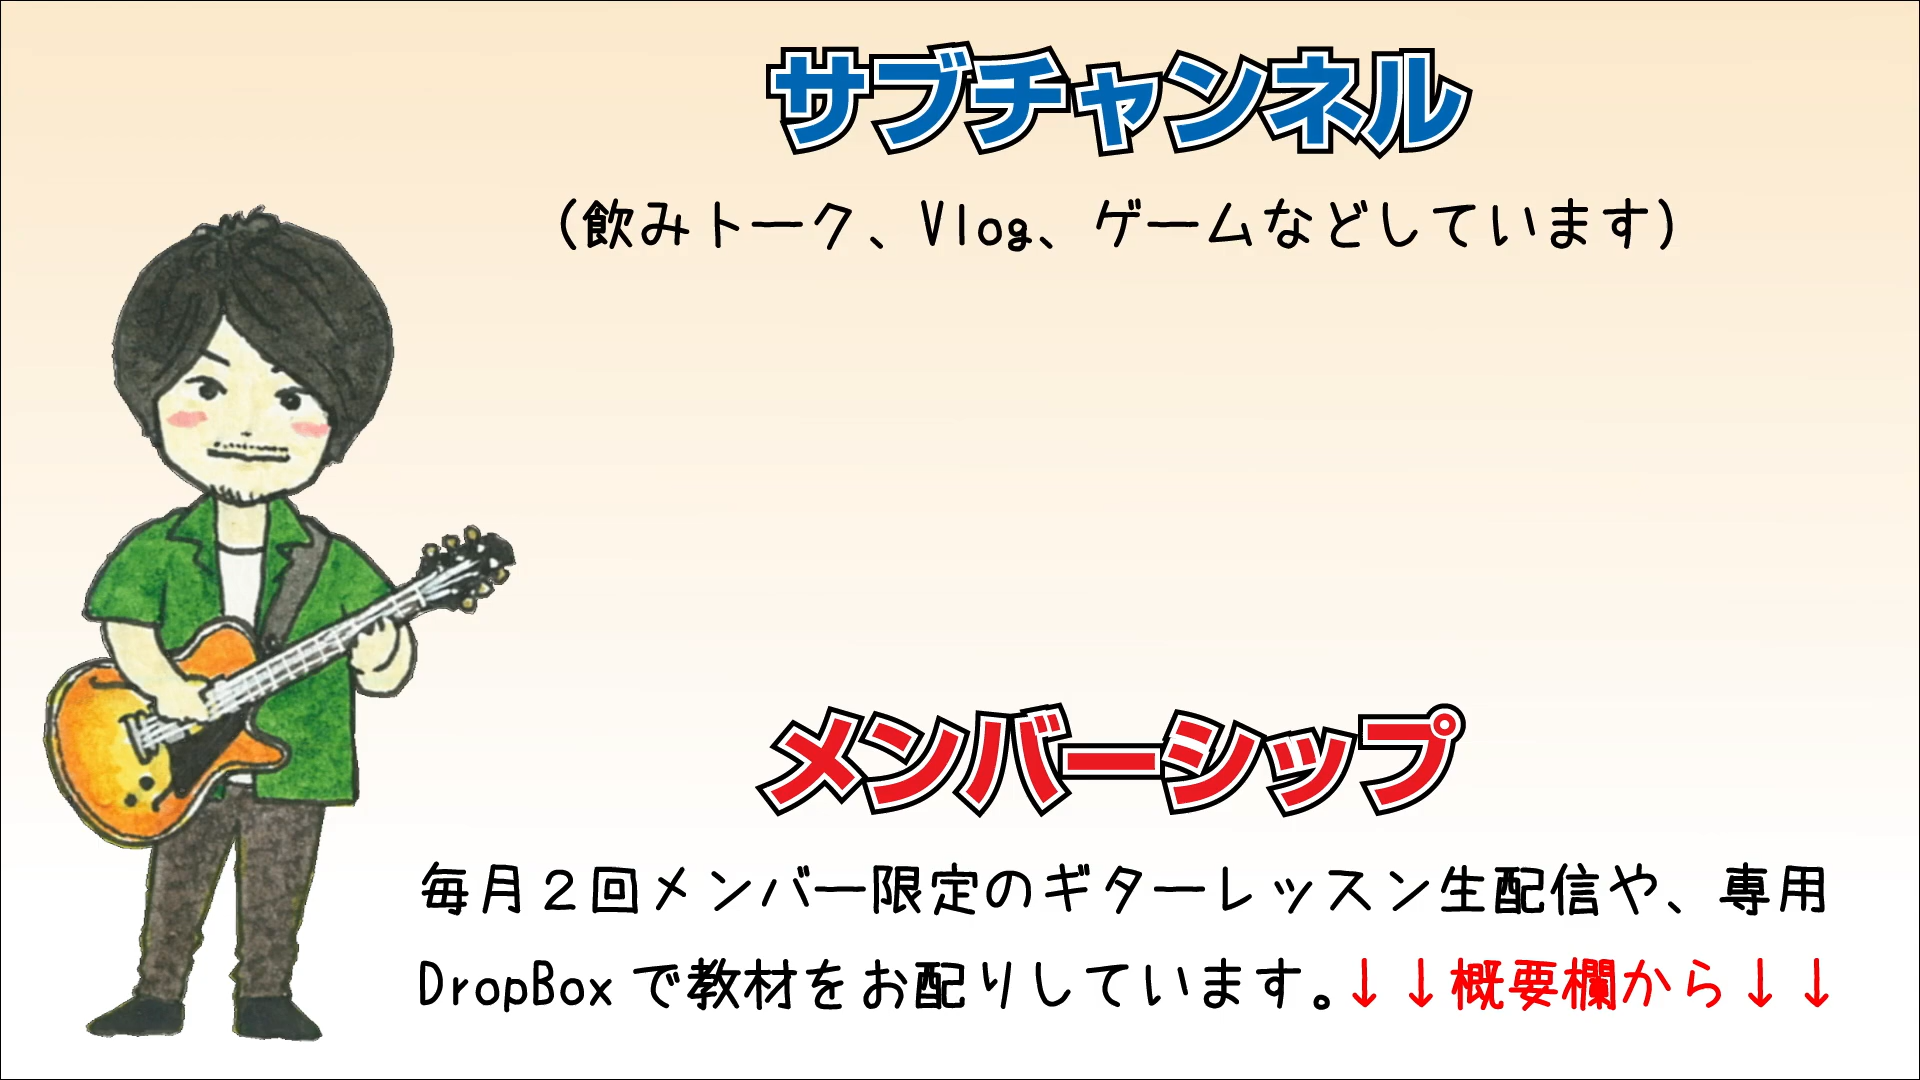 サブチャンネル
(飲みトーク、Vlog、ゲームなどしています)
メンバーシップ
毎月２回メンバー限定のギターレッスン生配信や、専用
DropBoxで教材をお配りしています。↓↓概要欄から↓↓